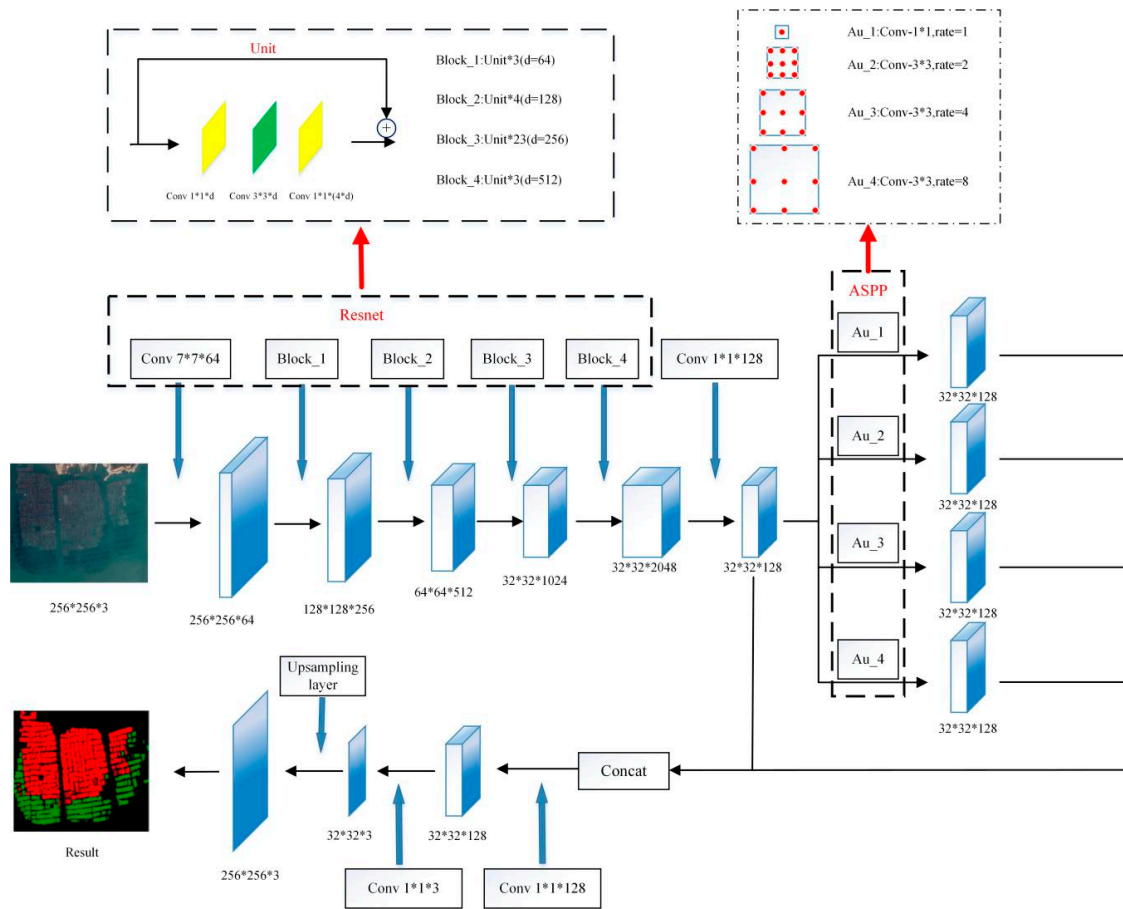 Unit
Block_1:Unit*3(d=64)
Block_2:Unit*4(d=128)
Block_3:Unit*23(d=256)
Block_4:Unit*3(d=512)
Conv 1*1*d
Conv 3*3*d
Conv 1*1*(4*d)
Au_1:Conv-1*1,rate=1
Au_2:Conv-3*3,rate=2
Au_3:Conv-3*3,rate=4
Au_4:Conv-3*3,rate=8
Resnet
Conv 7*7*64
Block_1
Block_2
Block_3
Block_4
Conv 1*1*128
ASPP
Au_1
Au_2
Au_3
Au_4
32*32*128
32*32*128
32*32*128
32*32*128
256*256*3
256*256*64
128*128*256
64*64*512
32*32*1024
32*32*2048
32*32*128
Upsampling
layer
Concat
Result
256*256*3
32*32*3
32*32*128
Conv 1*1*3
Conv 1*1*128